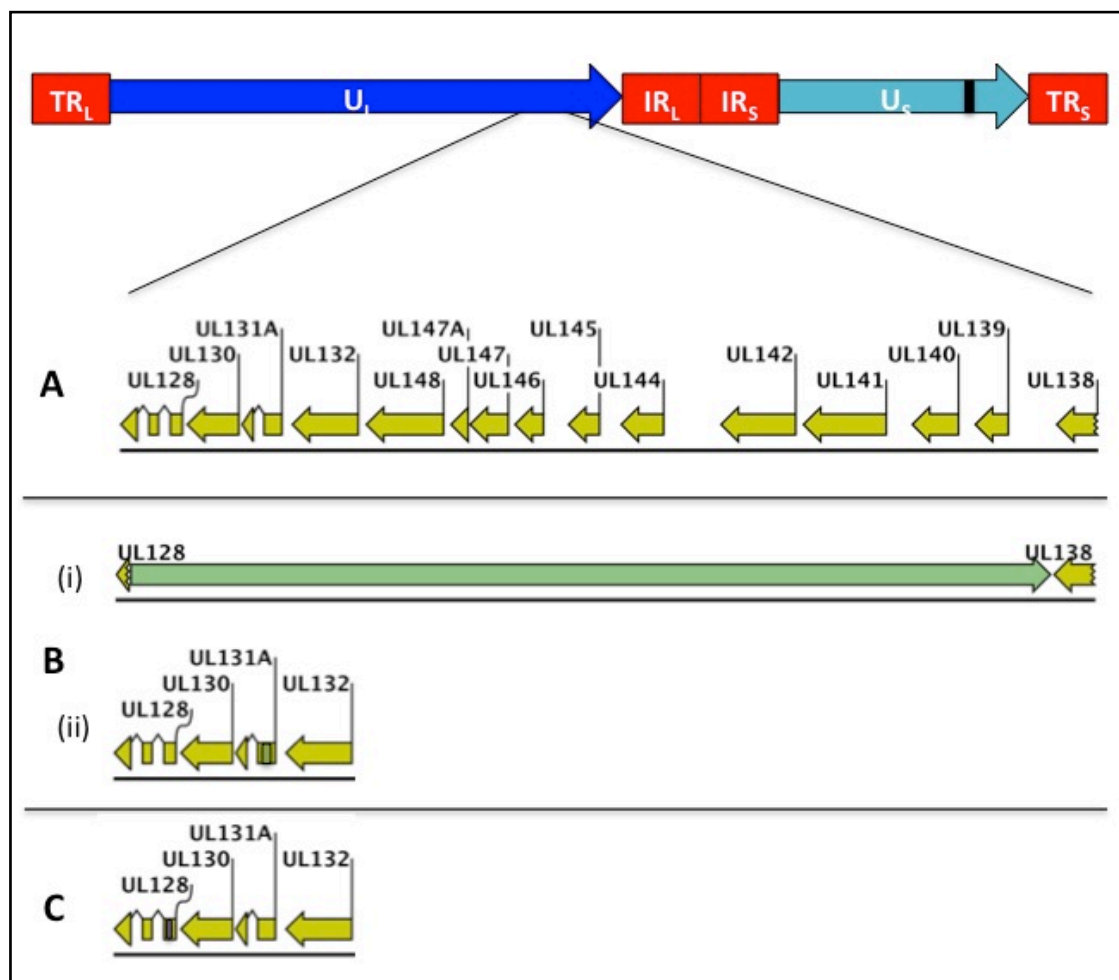 TRL UL IRL IRS US TRS
UL131A UL147A UL145 UL139
UL130 UL132 UL147 UL142 UL140
UL128 UL148 UL146 UL144 UL141 UL138
A
UL128 UL138
(i)
B
UL131A
UL130 UL132
UL128
(ii)
UL131A
UL130 UL132
UL128
C